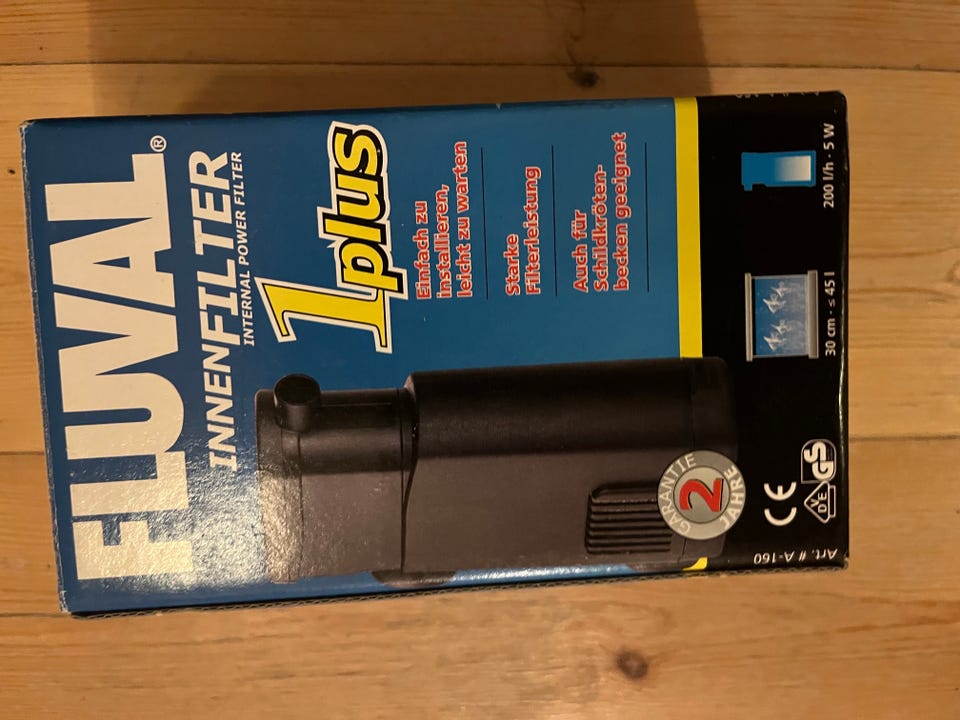 FLUVAL®
INNENFILTER
INTERNAL POWER FILTER
1plus
Einfach zu
installieren,
leicht zu warten
Starke
Filterleistung
Auch für
Schildkröten-
becken geeignet
GARANTIE
2
JAHRE
30 cm · ≤ 45 l
200 l/h · 5 W
CE
VDE GS
Art. # A-160